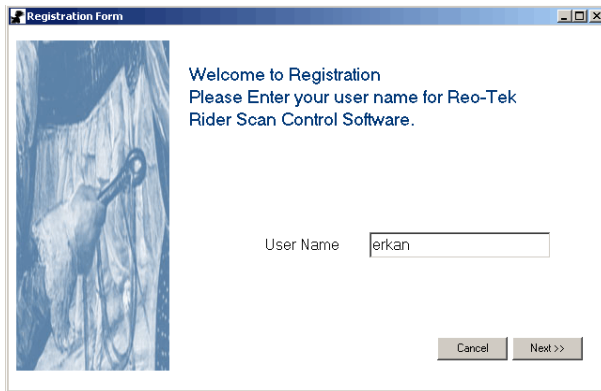 Registration Form
Welcome to Registration
Please Enter your user name for Reo-Tek
Rider Scan Control Software.
User Name
erkan
Cancel
Next >>